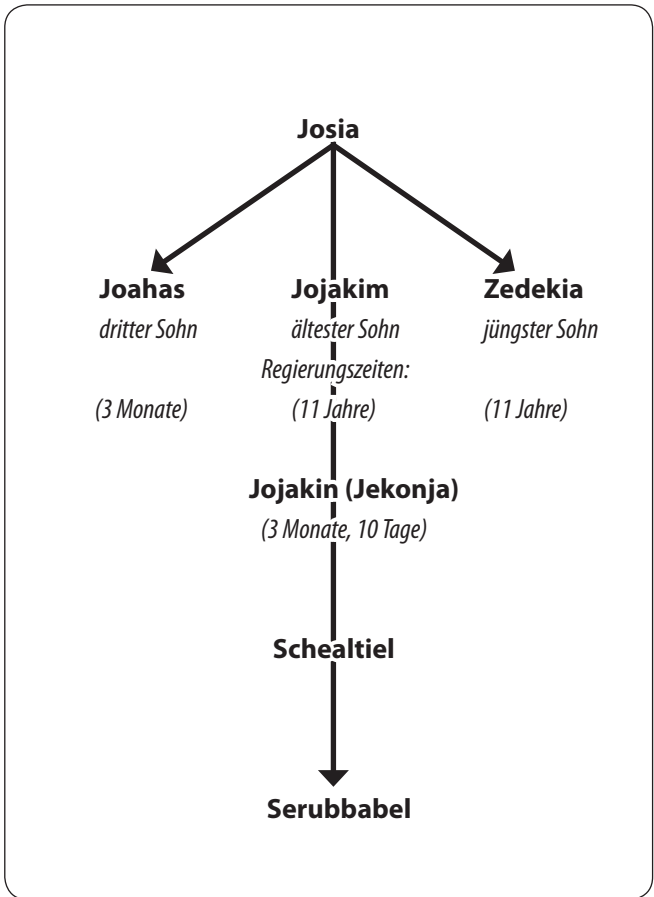 Josia
Joahas Jojakim Zedekia
dritter Sohn ältester Sohn jüngster Sohn
Regierungszeiten:
(3 Monate) (11 Jahre) (11 Jahre)
Jojakin (Jekonja)
(3 Monate, 10 Tage)
Schealtiel
Serubbabel